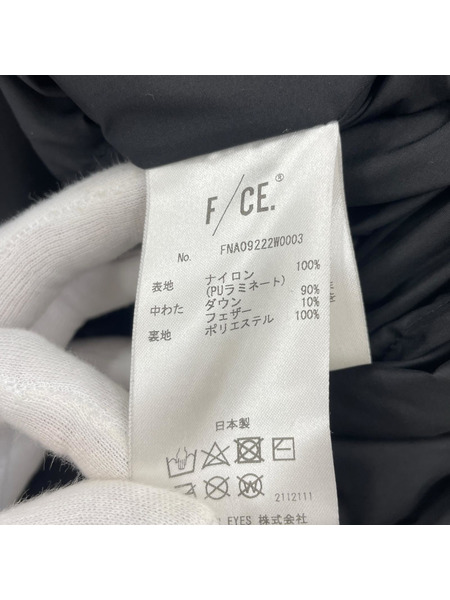 F/CE.®
No. FNA09222W0003
表地 ナイロン 100%
(PUラミネート)
中わた ダウン 90%
フェザー 10%
裏地 ポリエステル 100%
日本製
2112111
EYES 株式会社